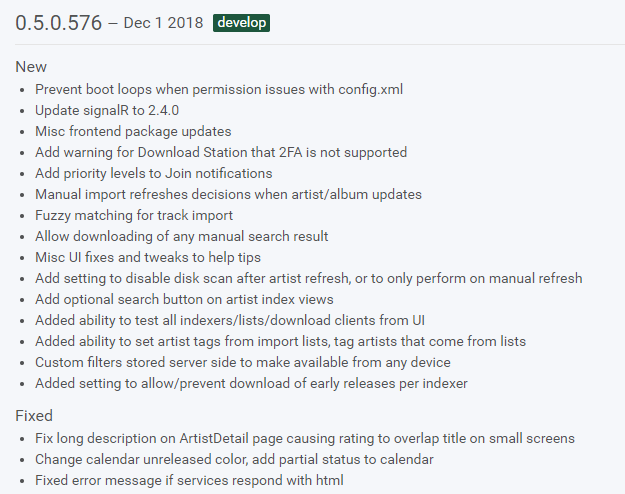 0.5.0.576 – Dec 1 2018 develop
New
• Prevent boot loops when permission issues with config.xml
• Update signalR to 2.4.0
• Misc frontend package updates
• Add warning for Download Station that 2FA is not supported
• Add priority levels to Join notifications
• Manual import refreshes decisions when artist/album updates
• Fuzzy matching for track import
• Allow downloading of any manual search result
• Misc UI fixes and tweaks to help tips
• Add setting to disable disk scan after artist refresh, or to only perform on manual refresh
• Add optional search button on artist index views
• Added ability to test all indexers/lists/download clients from UI
• Added ability to set artist tags from import lists, tag artists that come from lists
• Custom filters stored server side to make available from any device
• Added setting to allow/prevent download of early releases per indexer
Fixed
• Fix long description on ArtistDetail page causing rating to overlap title on small screens
• Change calendar unreleased color, add partial status to calendar
• Fixed error message if services respond with html